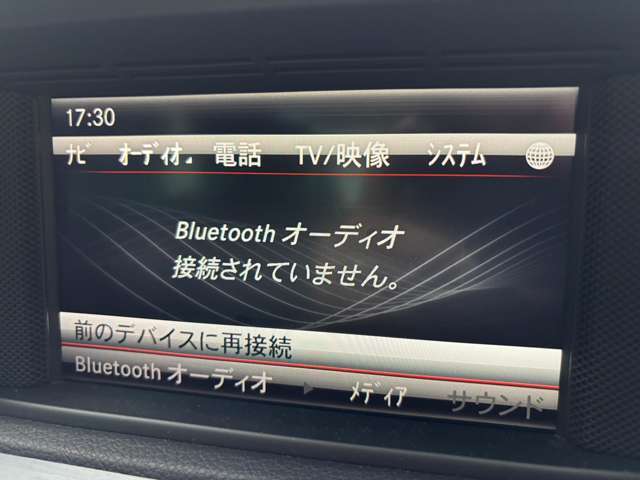 17:30
ナビ オーディオ 電話 TV/映像 システム
Bluetooth オーディオ
接続されていません。
前のデバイスに再接続
Bluetooth オーディオ メディア サウンド